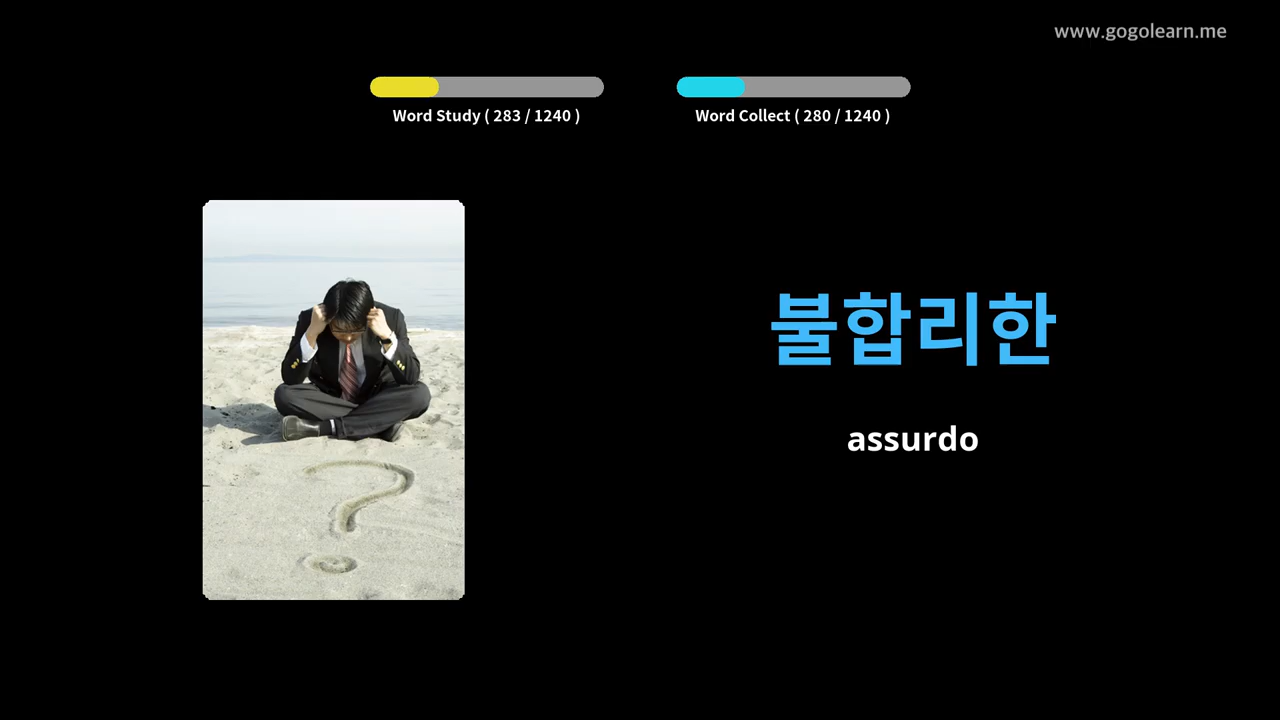 www.gogolearn.me
Word Study ( 283 / 1240 )
Word Collect ( 280 / 1240 )
불합리한
assurdo
?